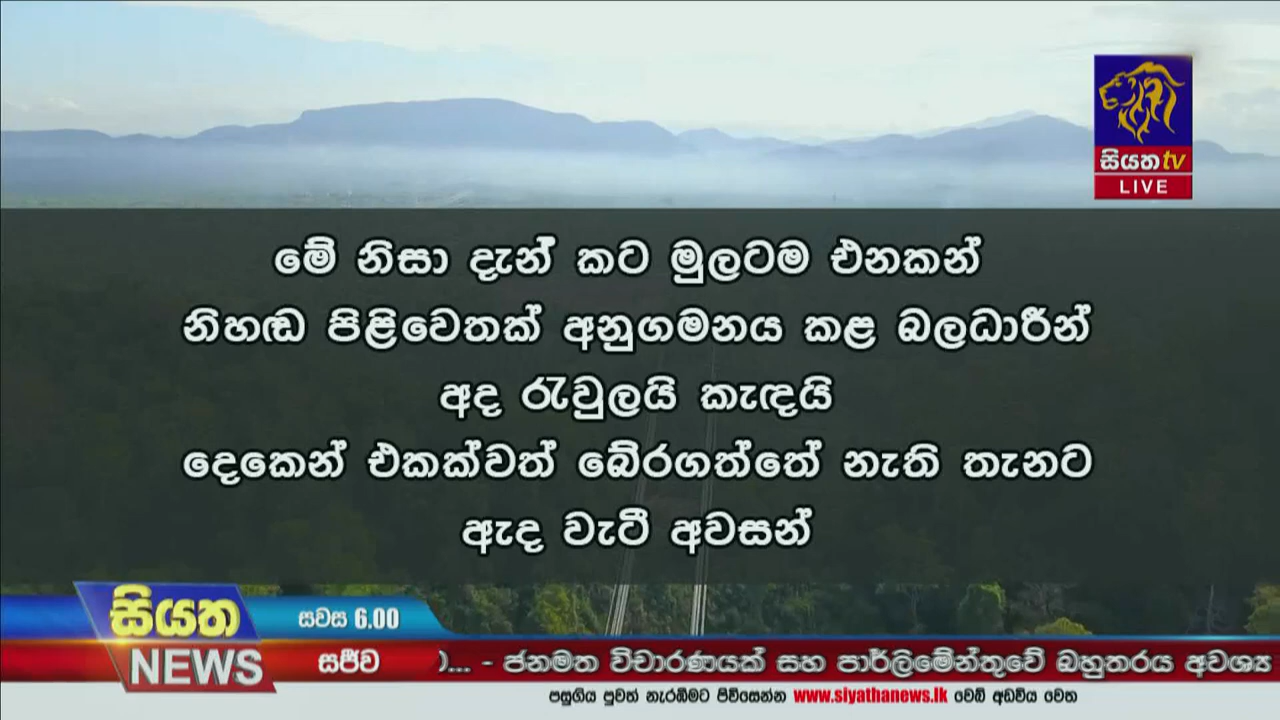 සියත tv
LIVE
මේ නිසා දැන් කට මුලටම එනකන්
නිහඬ පිළිවෙතක් අනුගමනය කළ බලධාරීන්
අද රැවුලයි කැඳයි
දෙකෙන් එකක්වත් බේරගත්තේ නැති තැනට
ඇද වැටී අවසන්
සියත
NEWS
සවස 6.00
සජීව
... - ජනමත විචාරණයක් සහ පාර්ලිමේන්තුවේ බහුතරය අවශ්‍ය
පසුගිය පුවත් නැරඹීමට පිවිසෙන්න www.siyathanews.lk වෙබ් අඩවිය වෙත